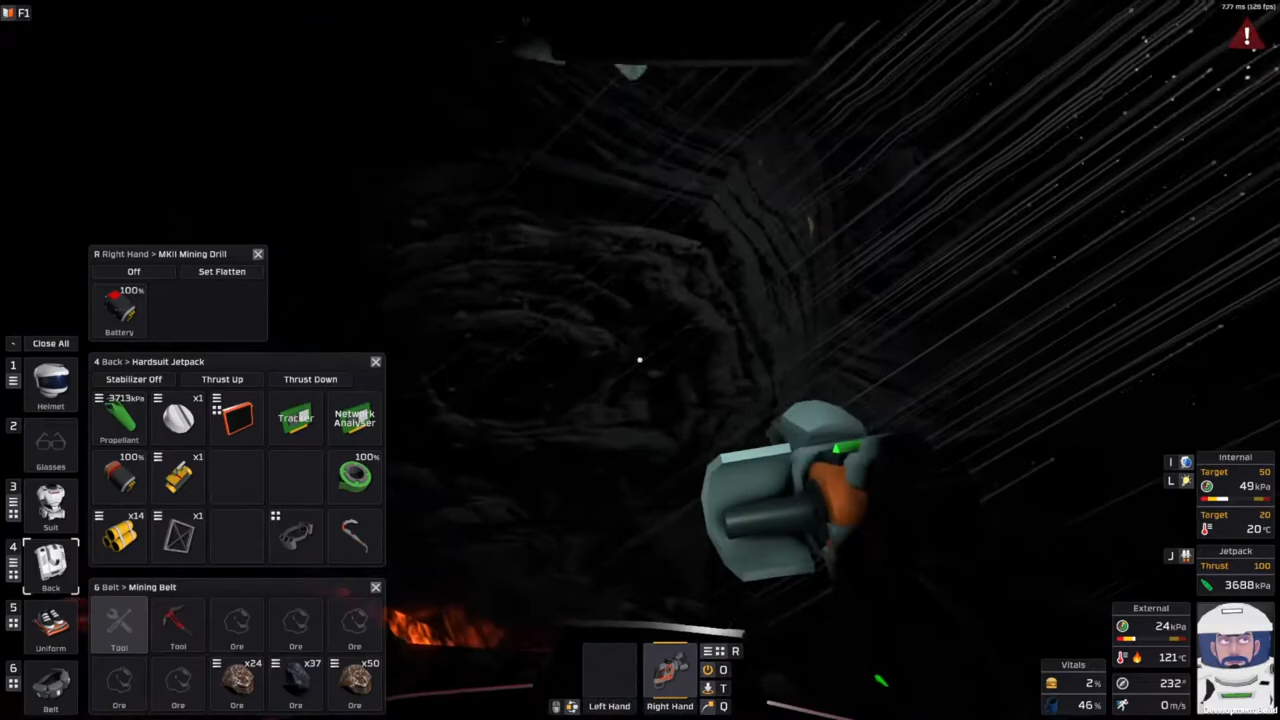 F1
7.77 ms (128 fps)
R Right Hand > MKII Mining Drill
Off
Set Flatten
100%
Battery
Close All
1
Helmet
2
Glasses
3
Suit
4
Back
5
Uniform
6
Belt
4 Back > Hardsuit Jetpack
Stabilizer Off
Thrust Up
Thrust Down
3713kPa
x1
Propellant
Tracker
Network
Analyser
100%
x1
100%
x14
x1
6 Belt > Mining Belt
Tool
Tool
Ore
Ore
Ore
x24
x37
x50
Ore
Ore
Ore
Ore
Ore
Left Hand
Right Hand
R
O
T
Q
I
L
Internal
Target 50
49kPa
Target 20
20°C
J
Jetpack
Thrust 100
3688kPa
External
24kPa
121°C
232°
0m/s
Vitals
2%
46%
Development Build